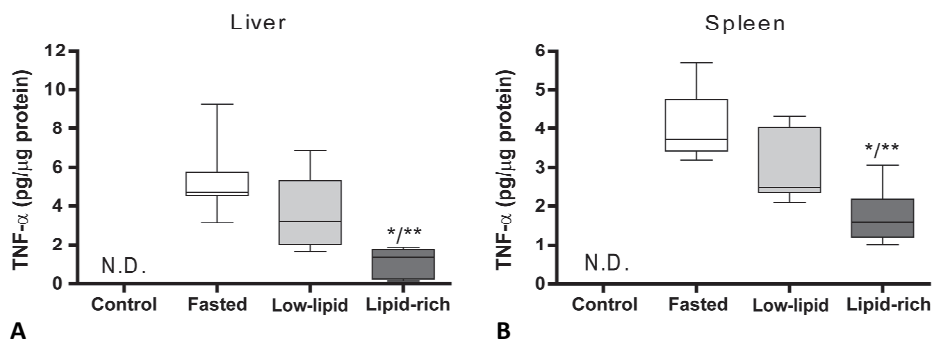 Liver
TNF-α (pg/µg protein)
12
10
8
6
4
2
0
N.D.
*/**
Control Fasted Low-lipid Lipid-rich
A
Spleen
TNF-α (pg/µg protein)
6
5
4
3
2
1
0
N.D.
*/**
Control Fasted Low-lipid Lipid-rich
B